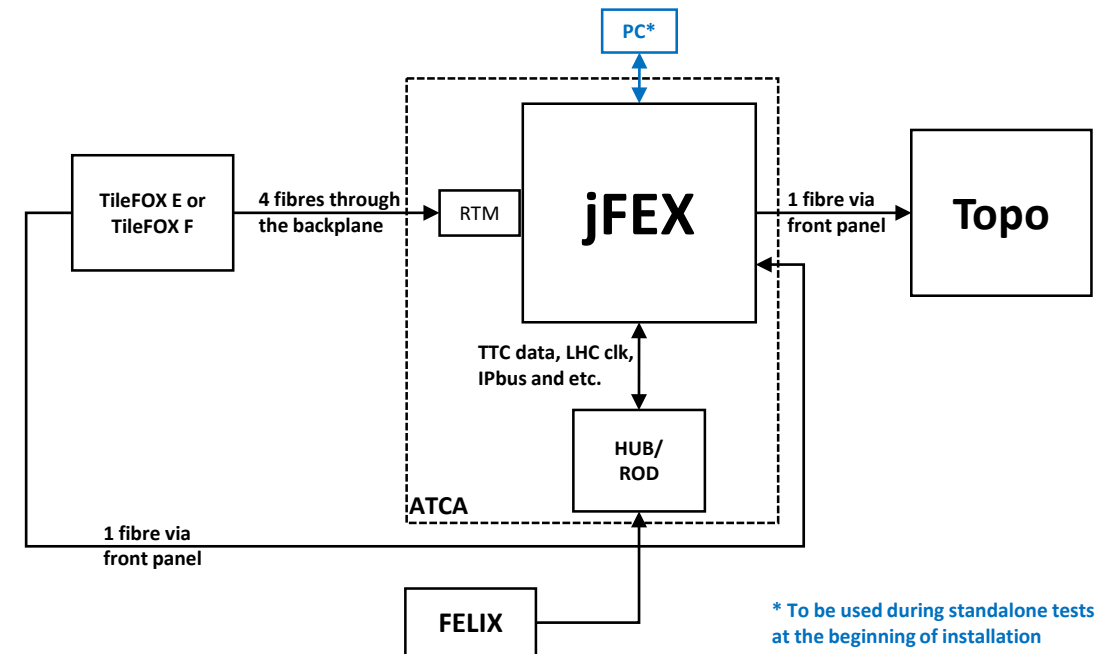 PC*
TileFOX E or
TileFOX F
4 fibres through
the backplane
RTM
jFEX
1 fibre via
front panel
Topo
TTC data, LHC clk,
IPbus and etc.
HUB/
ROD
ATCA
1 fibre via
front panel
FELIX
* To be used during standalone tests
at the beginning of installation